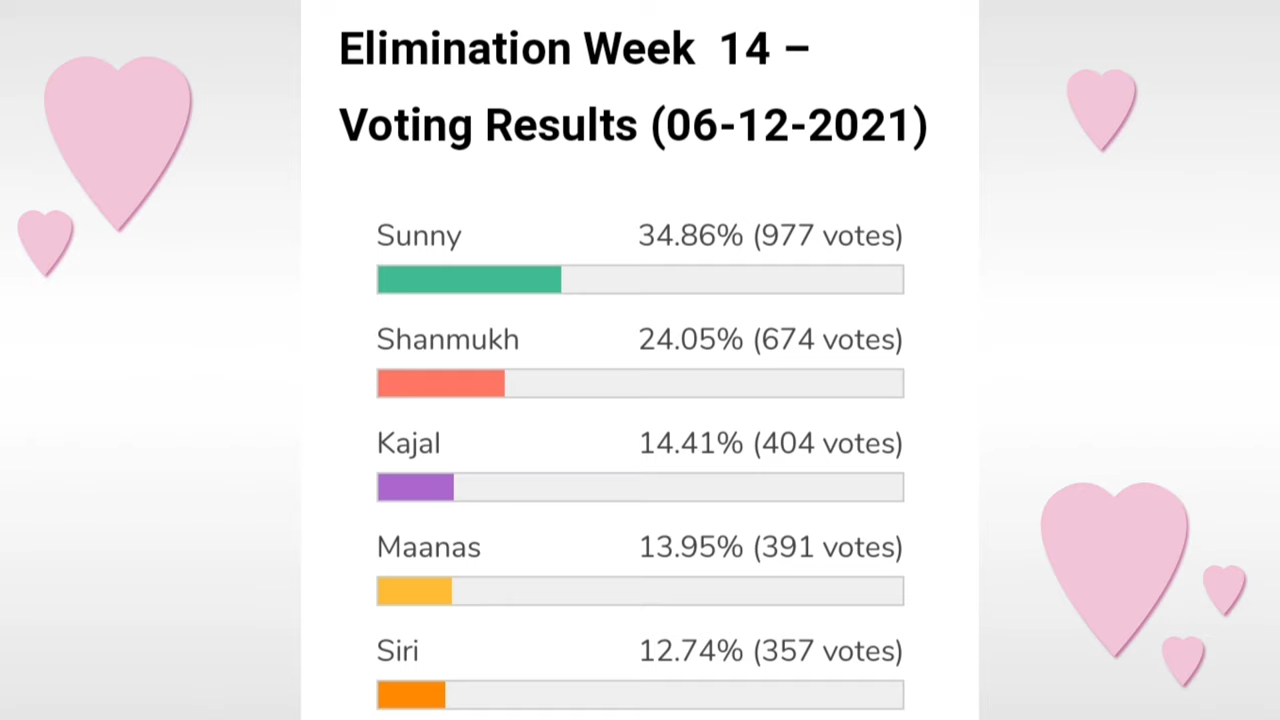 Elimination Week 14 –
Voting Results (06-12-2021)
Sunny 34.86% (977 votes)
Shanmukh 24.05% (674 votes)
Kajal 14.41% (404 votes)
Maanas 13.95% (391 votes)
Siri 12.74% (357 votes)